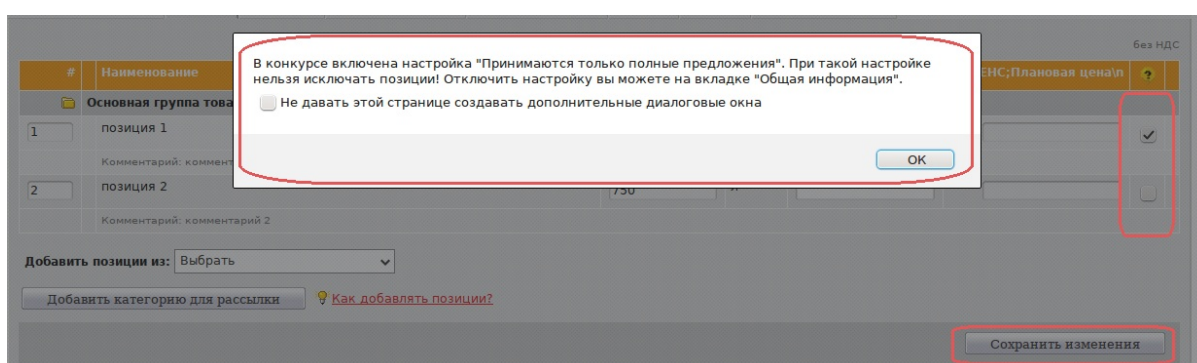 без НДС
# Наименование ЕНС;Плановая цена\n ?
В конкурсе включена настройка "Принимаются только полные предложения". При такой настройке
нельзя исключать позиции! Отключить настройку вы можете на вкладке "Общая информация".
Не давать этой странице создавать дополнительные диалоговые окна
OK
Основная группа това
1 позиция 1
Комментарий: коммент
2 позиция 2 750
Комментарий: комментарий 2
Добавить позиции из: Выбрать
Добавить категорию для рассылки Как добавлять позиции?
Сохранить изменения